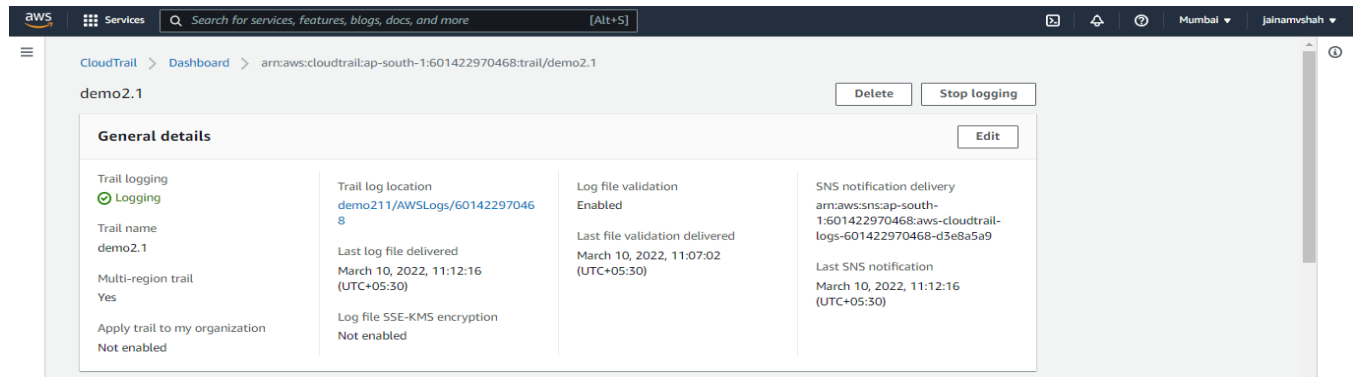 aws Services Search for services, features, blogs, docs, and more [Alt+S] Mumbai jainamvshah
CloudTrail > Dashboard > arn:aws:cloudtrail:ap-south-1:601422970468:trail/demo2.1
demo2.1 Delete Stop logging
General details Edit
Trail logging
Logging
Trail name
demo2.1
Multi-region trail
Yes
Apply trail to my organization
Not enabled
Trail log location
demo211/AWSLogs/60142297046
8
Last log file delivered
March 10, 2022, 11:12:16
(UTC+05:30)
Log file SSE-KMS encryption
Not enabled
Log file validation
Enabled
Last file validation delivered
March 10, 2022, 11:07:02
(UTC+05:30)
SNS notification delivery
arn:aws:sns:ap-south-
1:601422970468:aws-cloudtrail-
logs-601422970468-d3e8a5a9
Last SNS notification
March 10, 2022, 11:12:16
(UTC+05:30)